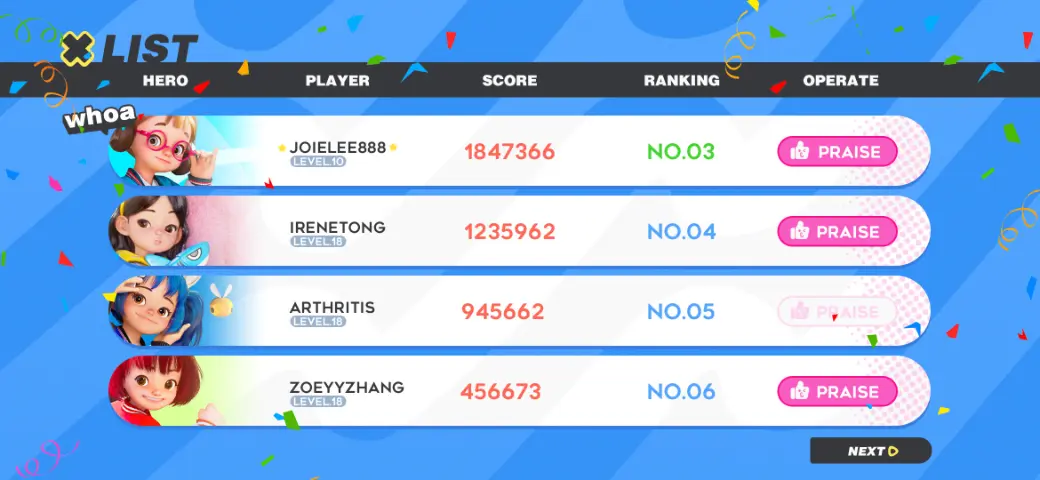 LIST
HERO PLAYER SCORE RANKING OPERATE
whoa
JOIELEE888 1847366 NO.03 PRAISE
LEVEL.10
IRENETONG 1235962 NO.04 PRAISE
LEVEL.18
ARTHRITIS 945662 NO.05 PRAISE
LEVEL.18
ZOEYYZHANG 456673 NO.06 PRAISE
LEVEL.18
NEXT